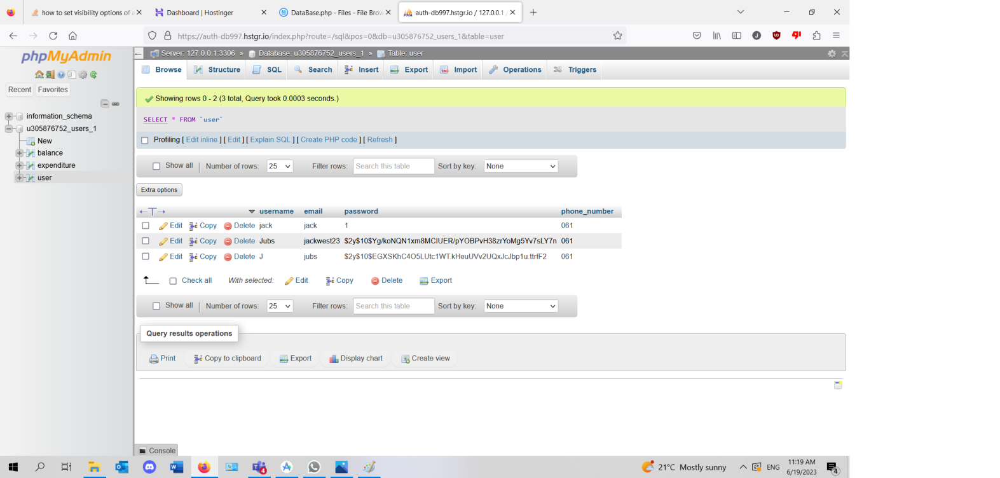 how to set visibility options of a
Dashboard | Hostinger
DataBase.php - Files - File Brow
auth-db997.hstgr.io / 127.0.0.1 /
https://auth-db997.hstgr.io/index.php?route=/sql&pos=0&db=u305876752_users_1&table=user
phpMyAdmin
Recent
Favorites
information_schema
u305876752_users_1
New
balance
expenditure
user
Server: 127.0.0.1:3306 » Database: u305876752_users_1 » Table: user
Browse
Structure
SQL
Search
Insert
Export
Import
Operations
Triggers
Showing rows 0 - 2 (3 total, Query took 0.0003 seconds.)
SELECT * FROM `user`
Profiling [ Edit inline ] [ Edit ] [ Explain SQL ] [ Create PHP code ] [ Refresh ]
Show all | Number of rows: 25 Filter rows: Search this table Sort by key: None
Extra options
username email password phone_number
Edit Copy Delete jack jack 1 061
Edit Copy Delete Jubs jackwest23 $2y$10$Yg/koNQN1xm8MCIUER/pYOBPvH38zrYoMg5Yv7sLY7n 061
Edit Copy Delete J jubs $2y$10$EGXSKhC4O5LUtc1WT.kHeuUVv2UQxJcJbp1u.ttrfF2 061
Check all With selected: Edit Copy Delete Export
Show all | Number of rows: 25 Filter rows: Search this table Sort by key: None
Query results operations
Print Copy to clipboard Export Display chart Create view
Console
21°C Mostly sunny
ENG
11:19 AM
6/19/2023
4